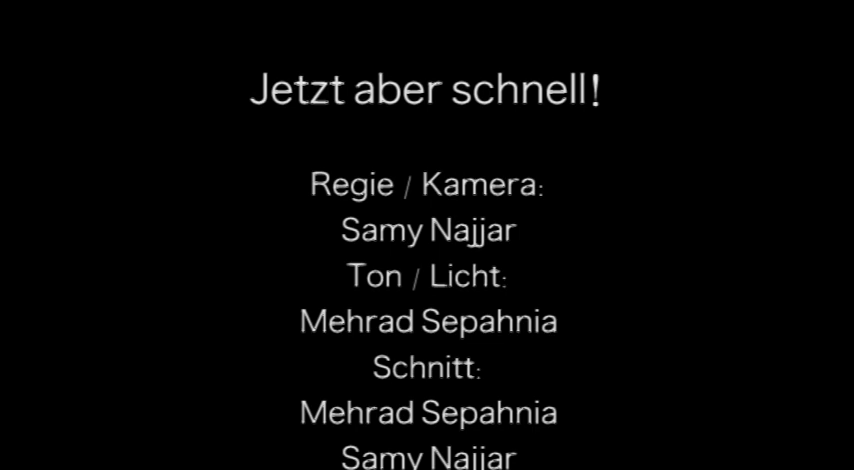 Jetzt aber schnell!
Regie / Kamera:
Samy Najjar
Ton / Licht:
Mehrad Sepahnia
Schnitt:
Mehrad Sepahnia
Samy Najjar